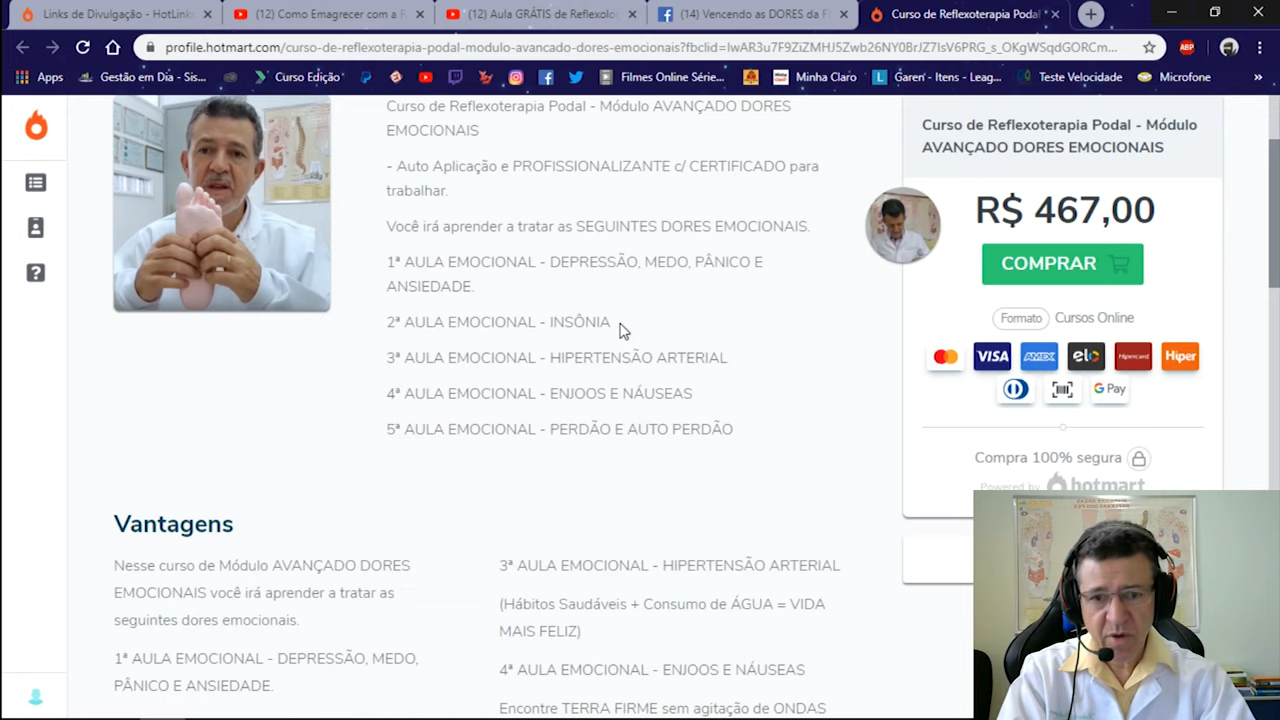 Links de Divulgação - HotLinks
(12) Como Emagrecer com a R
(12) Aula GRÁTIS de Reflexolog
(14) Vencendo as DORES da F
Curso de Reflexoterapia Podal
profile.hotmart.com/curso-de-reflexoterapia-podal-modulo-avancado-dores-emocionais?fbclid=IwAR3u7F9ZiZMHJ5Zwb26NY0BrJZ7IsV6PRG_s_OKgWSqdGORCm...
ABP
Apps
Gestão em Dia - Sis...
Curso Edição
Filmes Online Série...
Minha Claro
Garen - Itens - Leag...
Teste Velocidade
Microfone
»
Curso de Reflexoterapia Podal - Módulo AVANÇADO DORES
EMOCIONAIS
- Auto Aplicação e PROFISSIONALIZANTE c/ CERTIFICADO para
trabalhar.
Você irá aprender a tratar as SEGUINTES DORES EMOCIONAIS.
1ª AULA EMOCIONAL - DEPRESSÃO, MEDO, PÂNICO E
ANSIEDADE.
2ª AULA EMOCIONAL - INSÔNIA
3ª AULA EMOCIONAL - HIPERTENSÃO ARTERIAL
4ª AULA EMOCIONAL - ENJOOS E NÁUSEAS
5ª AULA EMOCIONAL - PERDÃO E AUTO PERDÃO
Curso de Reflexoterapia Podal - Módulo
AVANÇADO DORES EMOCIONAIS
R$ 467,00
COMPRAR
Formato Cursos Online
VISA AMEX elo Hipercard Hiper
G Pay
Compra 100% segura
Powered by hotmart
Vantagens
Nesse curso de Módulo AVANÇADO DORES
EMOCIONAIS você irá aprender a tratar as
seguintes dores emocionais.
1ª AULA EMOCIONAL - DEPRESSÃO, MEDO,
PÂNICO E ANSIEDADE.
3ª AULA EMOCIONAL - HIPERTENSÃO ARTERIAL
(Hábitos Saudáveis + Consumo de ÁGUA = VIDA
MAIS FELIZ)
4ª AULA EMOCIONAL - ENJOOS E NÁUSEAS
Encontre TERRA FIRME sem agitação de ONDAS